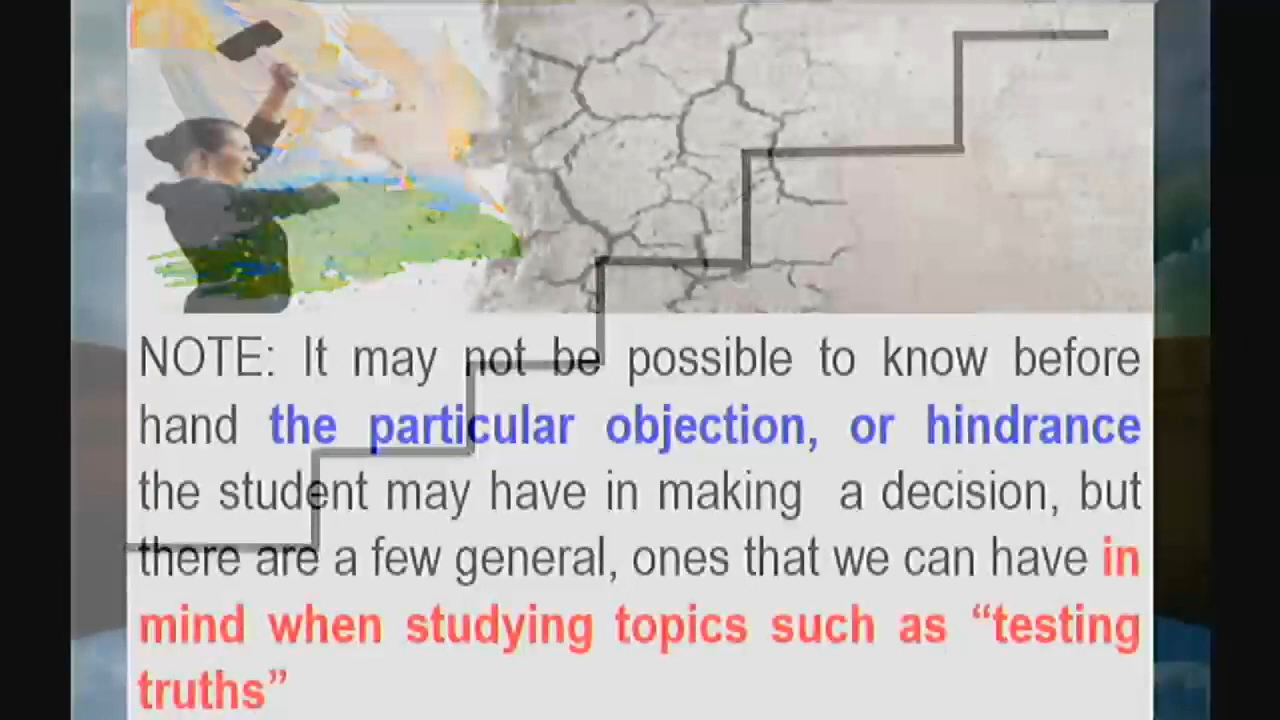 NOTE: It may not be possible to know before
hand the particular objection, or hindrance
the student may have in making a decision, but
there are a few general, ones that we can have in
mind when studying topics such as “testing
truths”